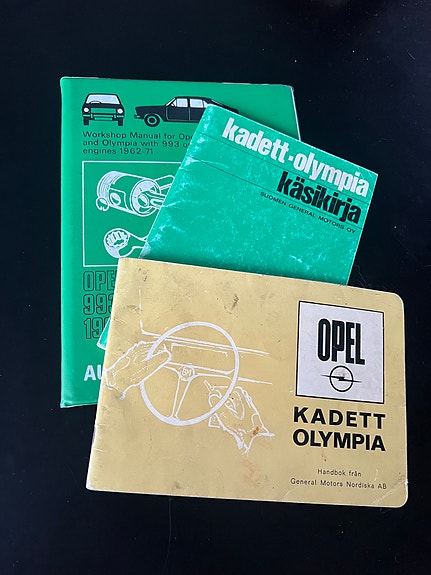 Workshop Manual for Ope
and Olympia with 993 o
engines 1962-71
OPE
993
19
AU
kadett-olympia
käsikirja
SUOMEN GENERAL MOTORS OY
OPEL
KADETT
OLYMPIA
Handbok från
General Motors Nordiska AB